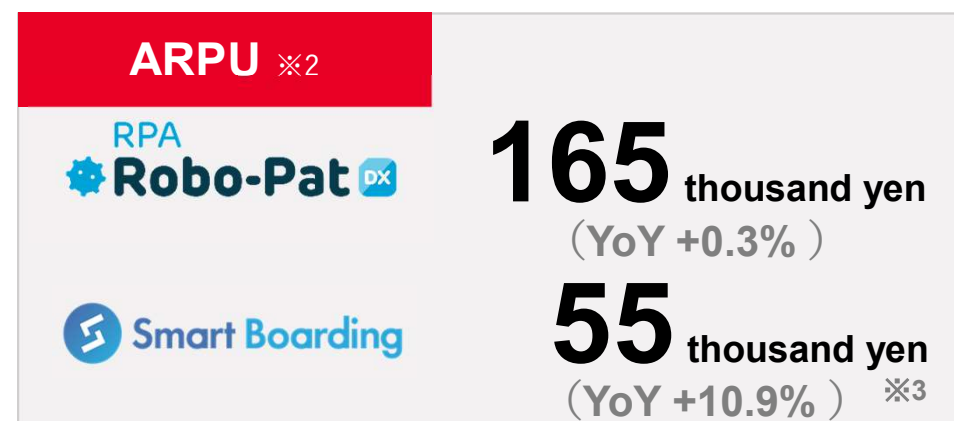 ARPU ※2
RPA
Robo-Pat DX
165 thousand yen
（YoY +0.3% ）
Smart Boarding
55 thousand yen
（YoY +10.9% ） ※3